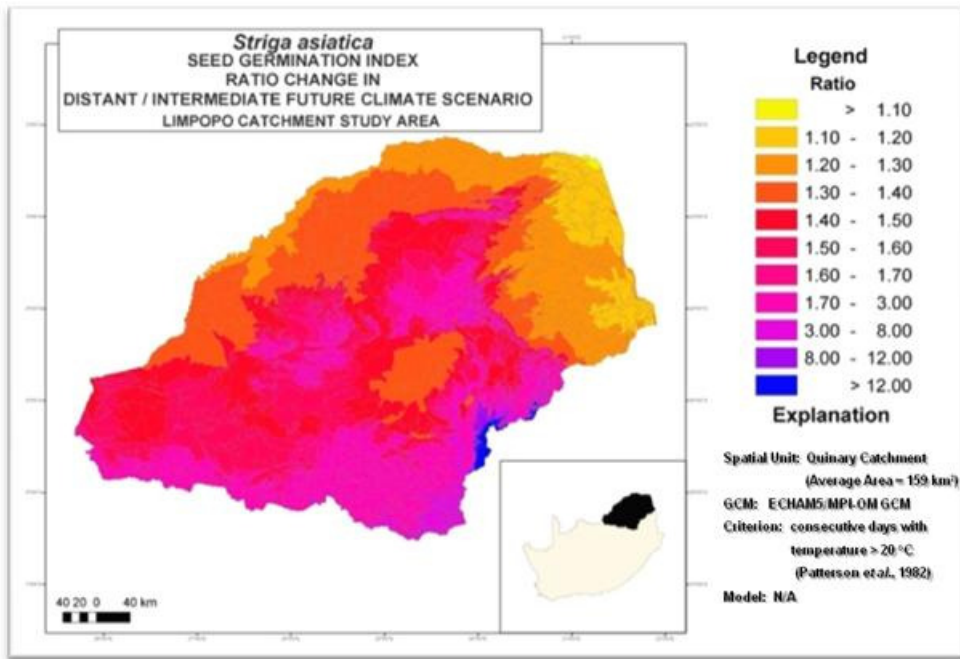 Striga asiatica
SEED GERMINATION INDEX
RATIO CHANGE IN
DISTANT / INTERMEDIATE FUTURE CLIMATE SCENARIO
LIMPOPO CATCHMENT STUDY AREA
Legend
Ratio
> 1.10
1.10 - 1.20
1.20 - 1.30
1.30 - 1.40
1.40 - 1.50
1.50 - 1.60
1.60 - 1.70
1.70 - 3.00
3.00 - 8.00
8.00 - 12.00
> 12.00
Explanation
Spatial Unit: Quinary Catchment
(Average Area = 159 km²)
GCM: ECHAM5/MPI-OM GCM
Criterion: consecutive days with
temperature > 20 °C
(Patterson et al., 1982)
Model: N/A
40 20 0 40 km